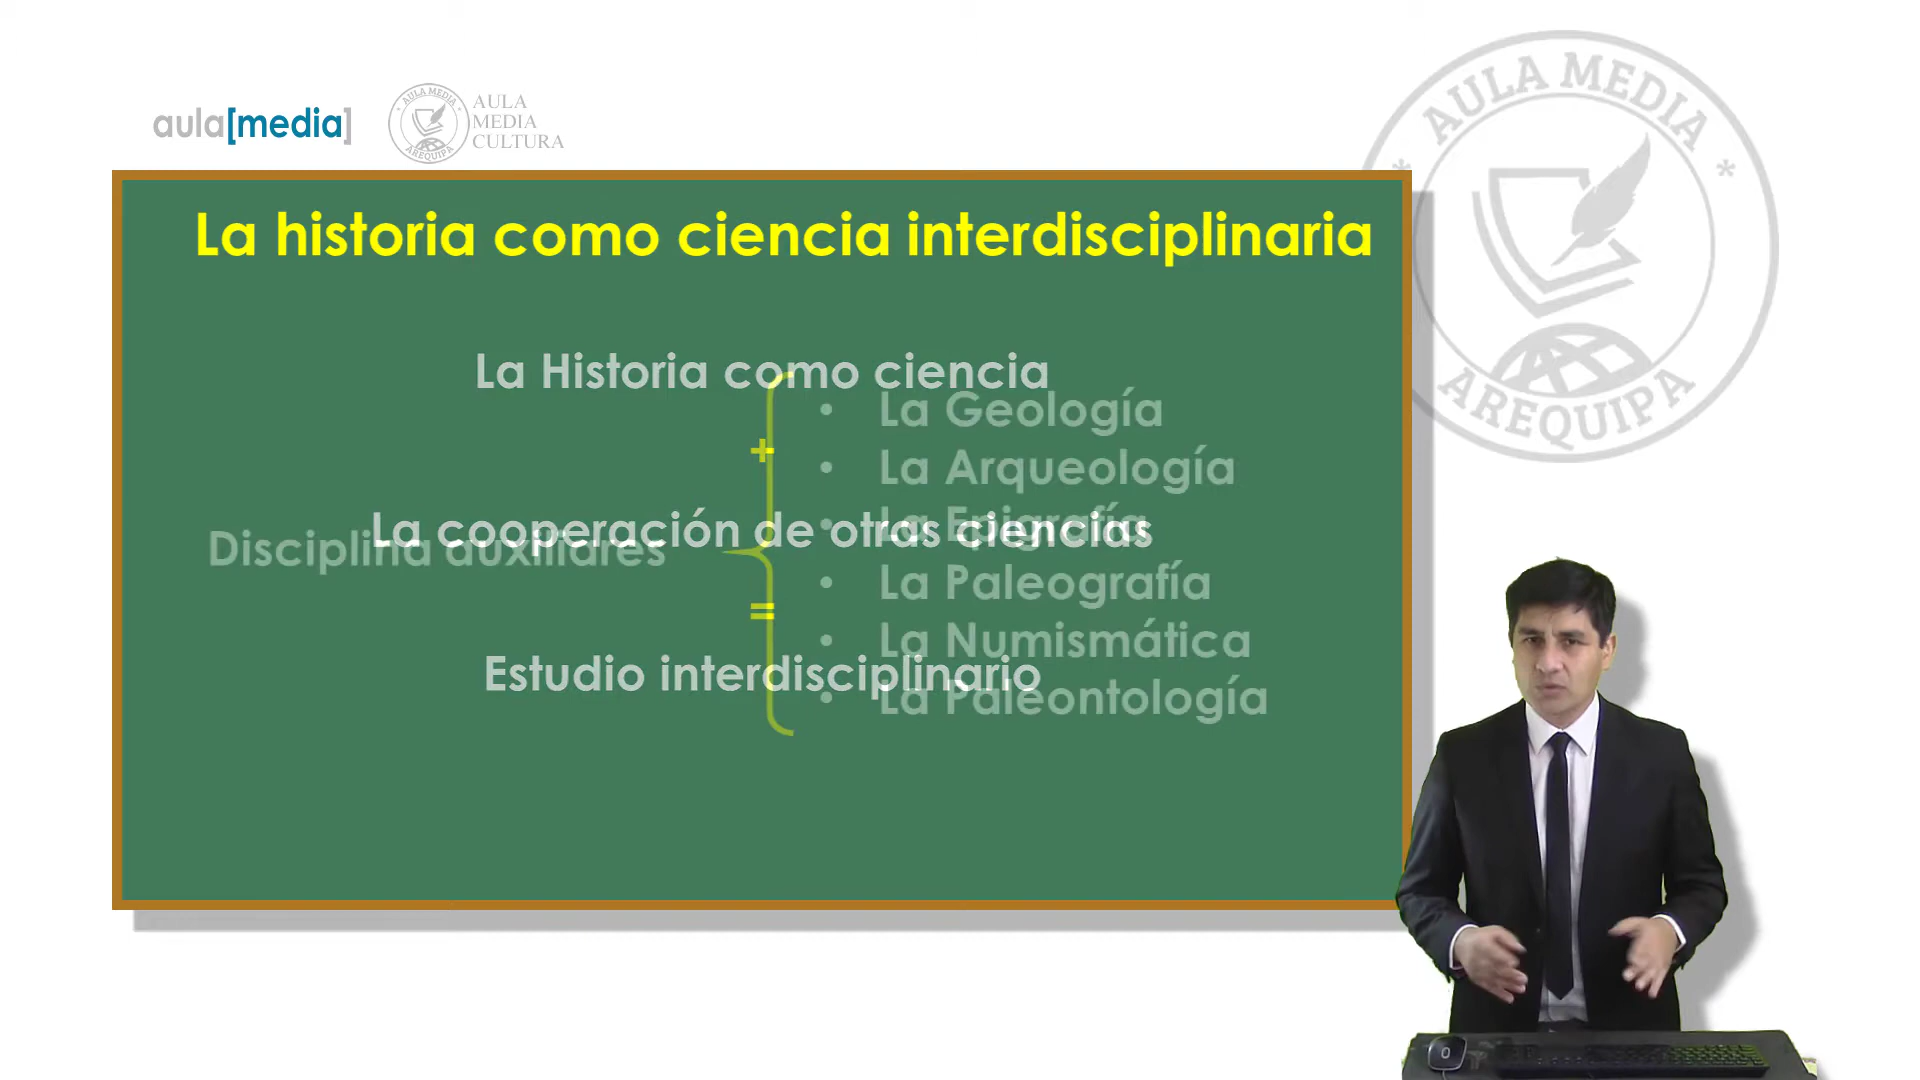 aula[media]
AULA MEDIA
AREQUIPA
AULA
MEDIA
CULTURA
AULA MEDIA
AREQUIPA
La historia como ciencia interdisciplinaria
La Historia como ciencia
+
La cooperación de otras ciencias
=
Estudio interdisciplinario
Disciplina auxiliares
• La Geología
• La Arqueología
• La Epigrafía
• La Paleografía
• La Numismática
• La Paleontología